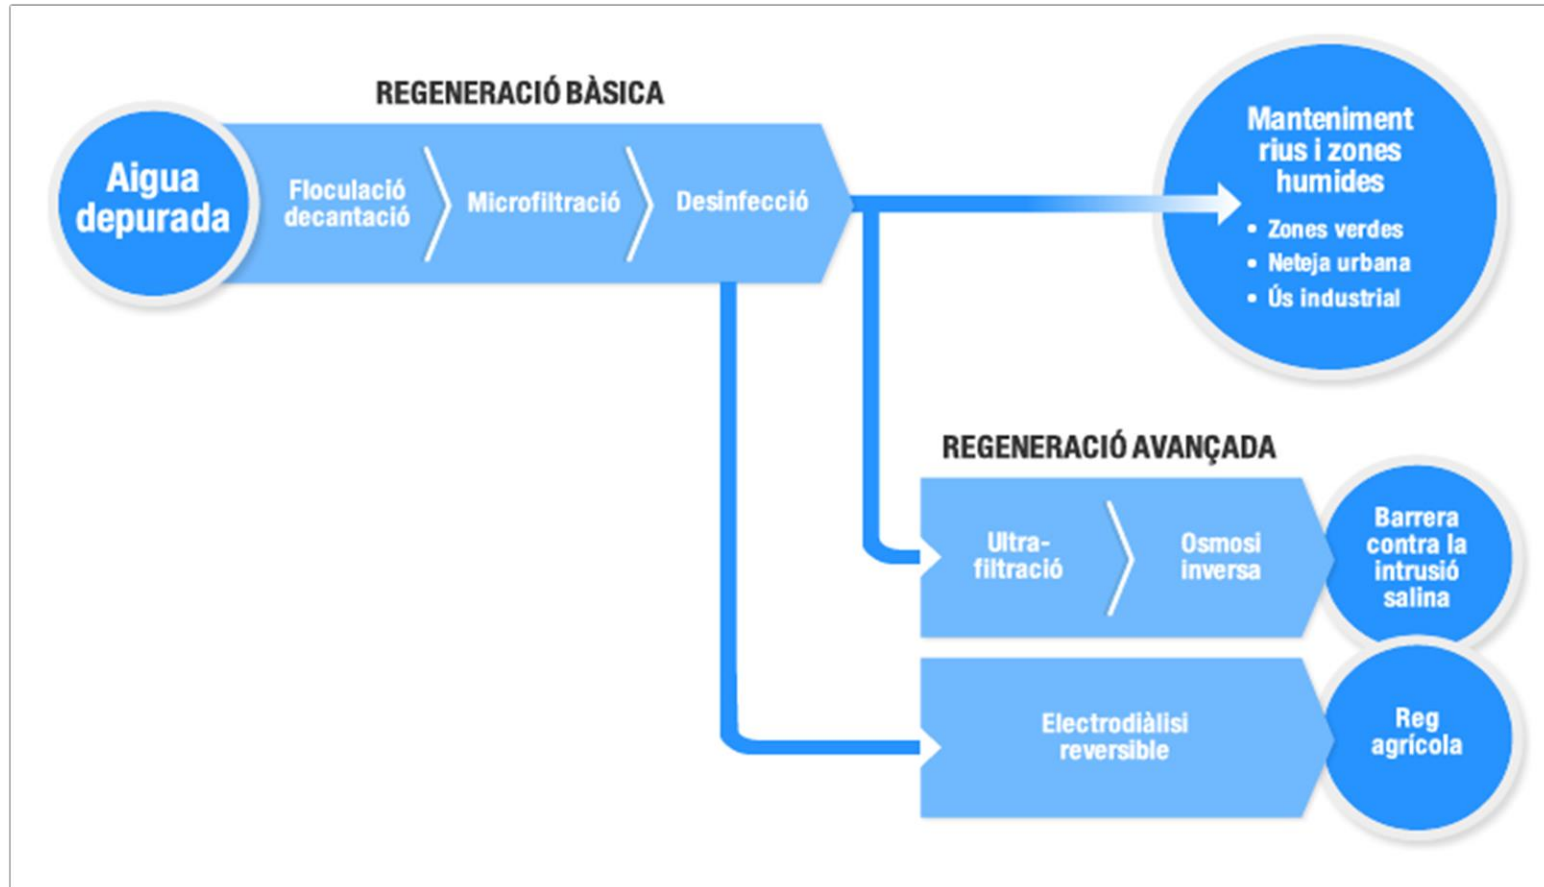 REGENERACIÓ BÀSICA
Aigua
depurada
Floculació
decantació
Microfiltració
Desinfecció
Manteniment
rius i zones
humides
• Zones verdes
• Neteja urbana
• Ús industrial
REGENERACIÓ AVANÇADA
Ultra-
filtració
Osmosi
inversa
Barrera
contra la
intrusió
salina
Electrodiàlisi
reversible
Reg
agrícola